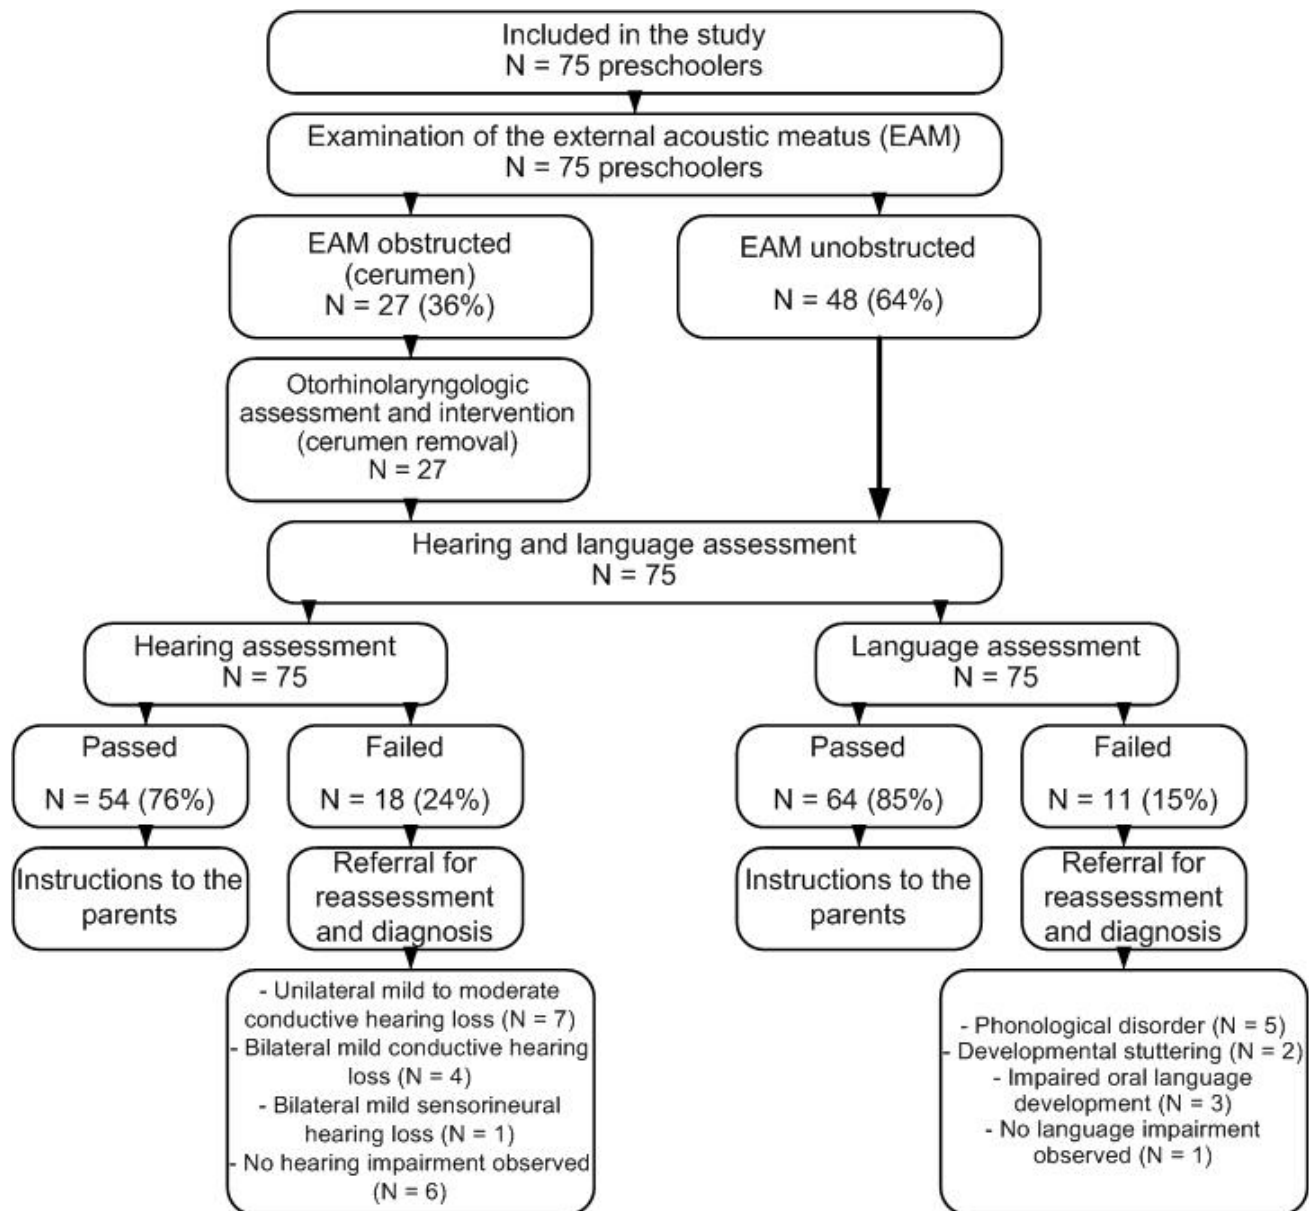 Included in the study
N = 75 preschoolers
Examination of the external acoustic meatus (EAM)
N = 75 preschoolers
EAM obstructed
(cerumen)
N = 27 (36%)
EAM unobstructed
N = 48 (64%)
Otorhinolaryngologic
assessment and intervention
(cerumen removal)
N = 27
Hearing and language assessment
N = 75
Hearing assessment
N = 75
Language assessment
N = 75
Passed
N = 54 (76%)
Failed
N = 18 (24%)
Passed
N = 64 (85%)
Failed
N = 11 (15%)
Instructions to the
parents
Referral for
reassessment
and diagnosis
Instructions to the
parents
Referral for
reassessment
and diagnosis
- Unilateral mild to moderate
conductive hearing loss (N = 7)
- Bilateral mild conductive hearing
loss (N = 4)
- Bilateral mild sensorineural
hearing loss (N = 1)
- No hearing impairment observed
(N = 6)
- Phonological disorder (N = 5)
- Developmental stuttering (N = 2)
- Impaired oral language
development (N = 3)
- No language impairment
observed (N = 1)